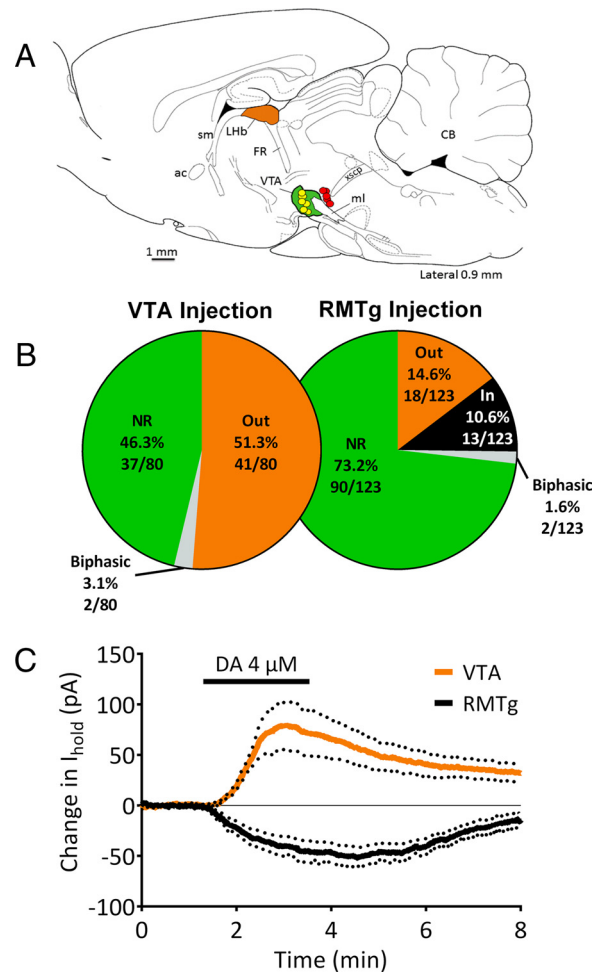 A
sm
LHb
FR
ac
VTA
xscp
ml
CB
1 mm
Lateral 0.9 mm
B
VTA Injection
RMTg Injection
NR
46.3%
37/80
Out
51.3%
41/80
Biphasic
3.1%
2/80
Out
14.6%
18/123
In
10.6%
13/123
NR
73.2%
90/123
Biphasic
1.6%
2/123
C
DA 4 μM
VTA
RMTg
Change in Ihold (pA)
150
100
50
0
-50
-100
0
2
4
6
8
Time (min)